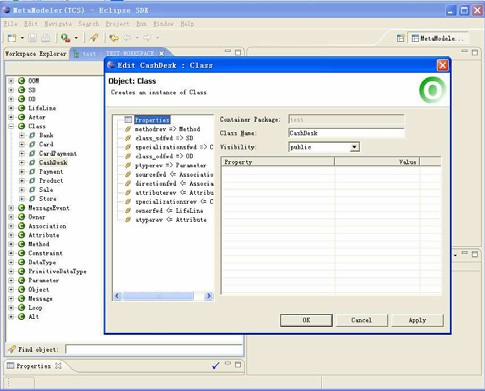 MetaModeler(TCS) - Eclipse SDK
File Edit Navigate Search Project Run Window Help
MetaModele...
Workspace Explorer
test - TEST WORKSPACE
OOM
SD
OD
LifeLine
Actor
Class
Bank
Card
CardPayment
CashDesk
Payment
Product
Sale
Store
MessageEvent
Owner
Association
Attribute
Method
Constraint
DataType
PrimitiveDataType
Parameter
Object
Message
Loop
Alt
Find object:
Properties
Edit CashDesk : Class
Object: Class
Creates an instance of Class
Properties
methodrev => Method
class_sdfwd => SD
specializationsfwd => C
class_odfwd => OD
ptyperev => Parameter
sourcefwd <= Associatio
directionfwd <= Associa
attributerev <= Attribu
specializationsrev <= C
ownerfwd <= LifeLine
atyperev <= Attribute
Container Package: test
Class Name: CashDesk
Visibility: public
Property Value
OK Cancel Apply